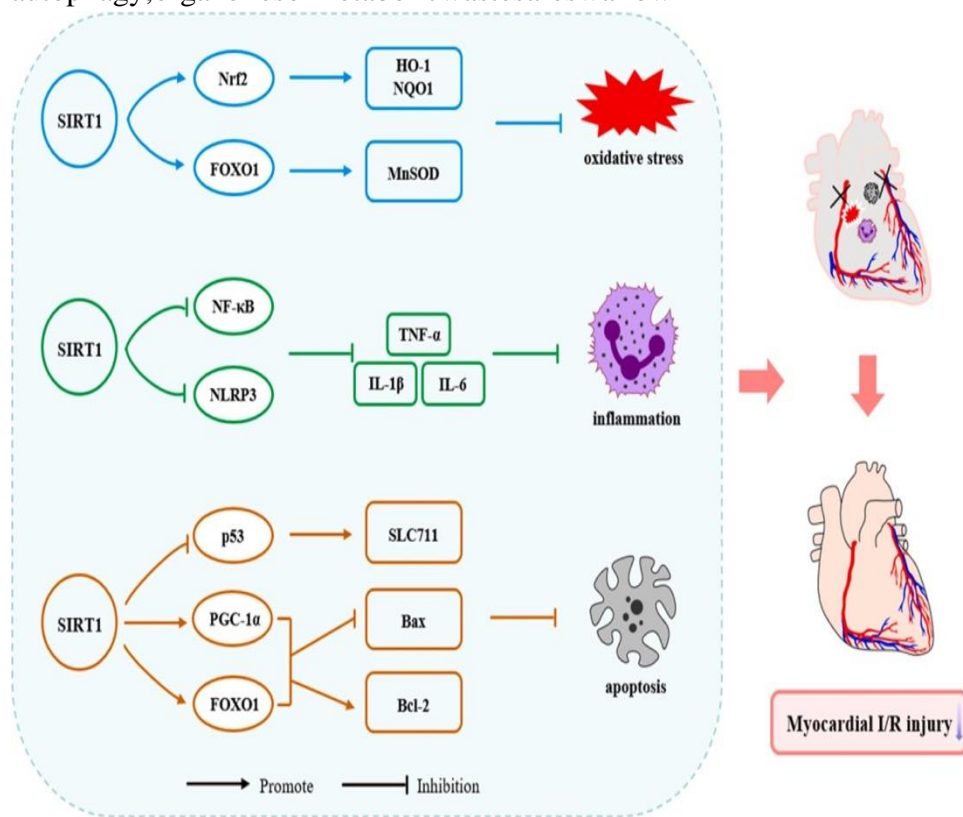 SIRT1
Nrf2
HO-1
NQO1
FOXO1
MnSOD
oxidative stress
SIRT1
NF-κB
NLRP3
TNF-α
IL-1β
IL-6
inflammation
SIRT1
p53
SLC711
PGC-1α
Bax
FOXO1
Bcl-2
apoptosis
Promote
Inhibition
Myocardial I/R injury